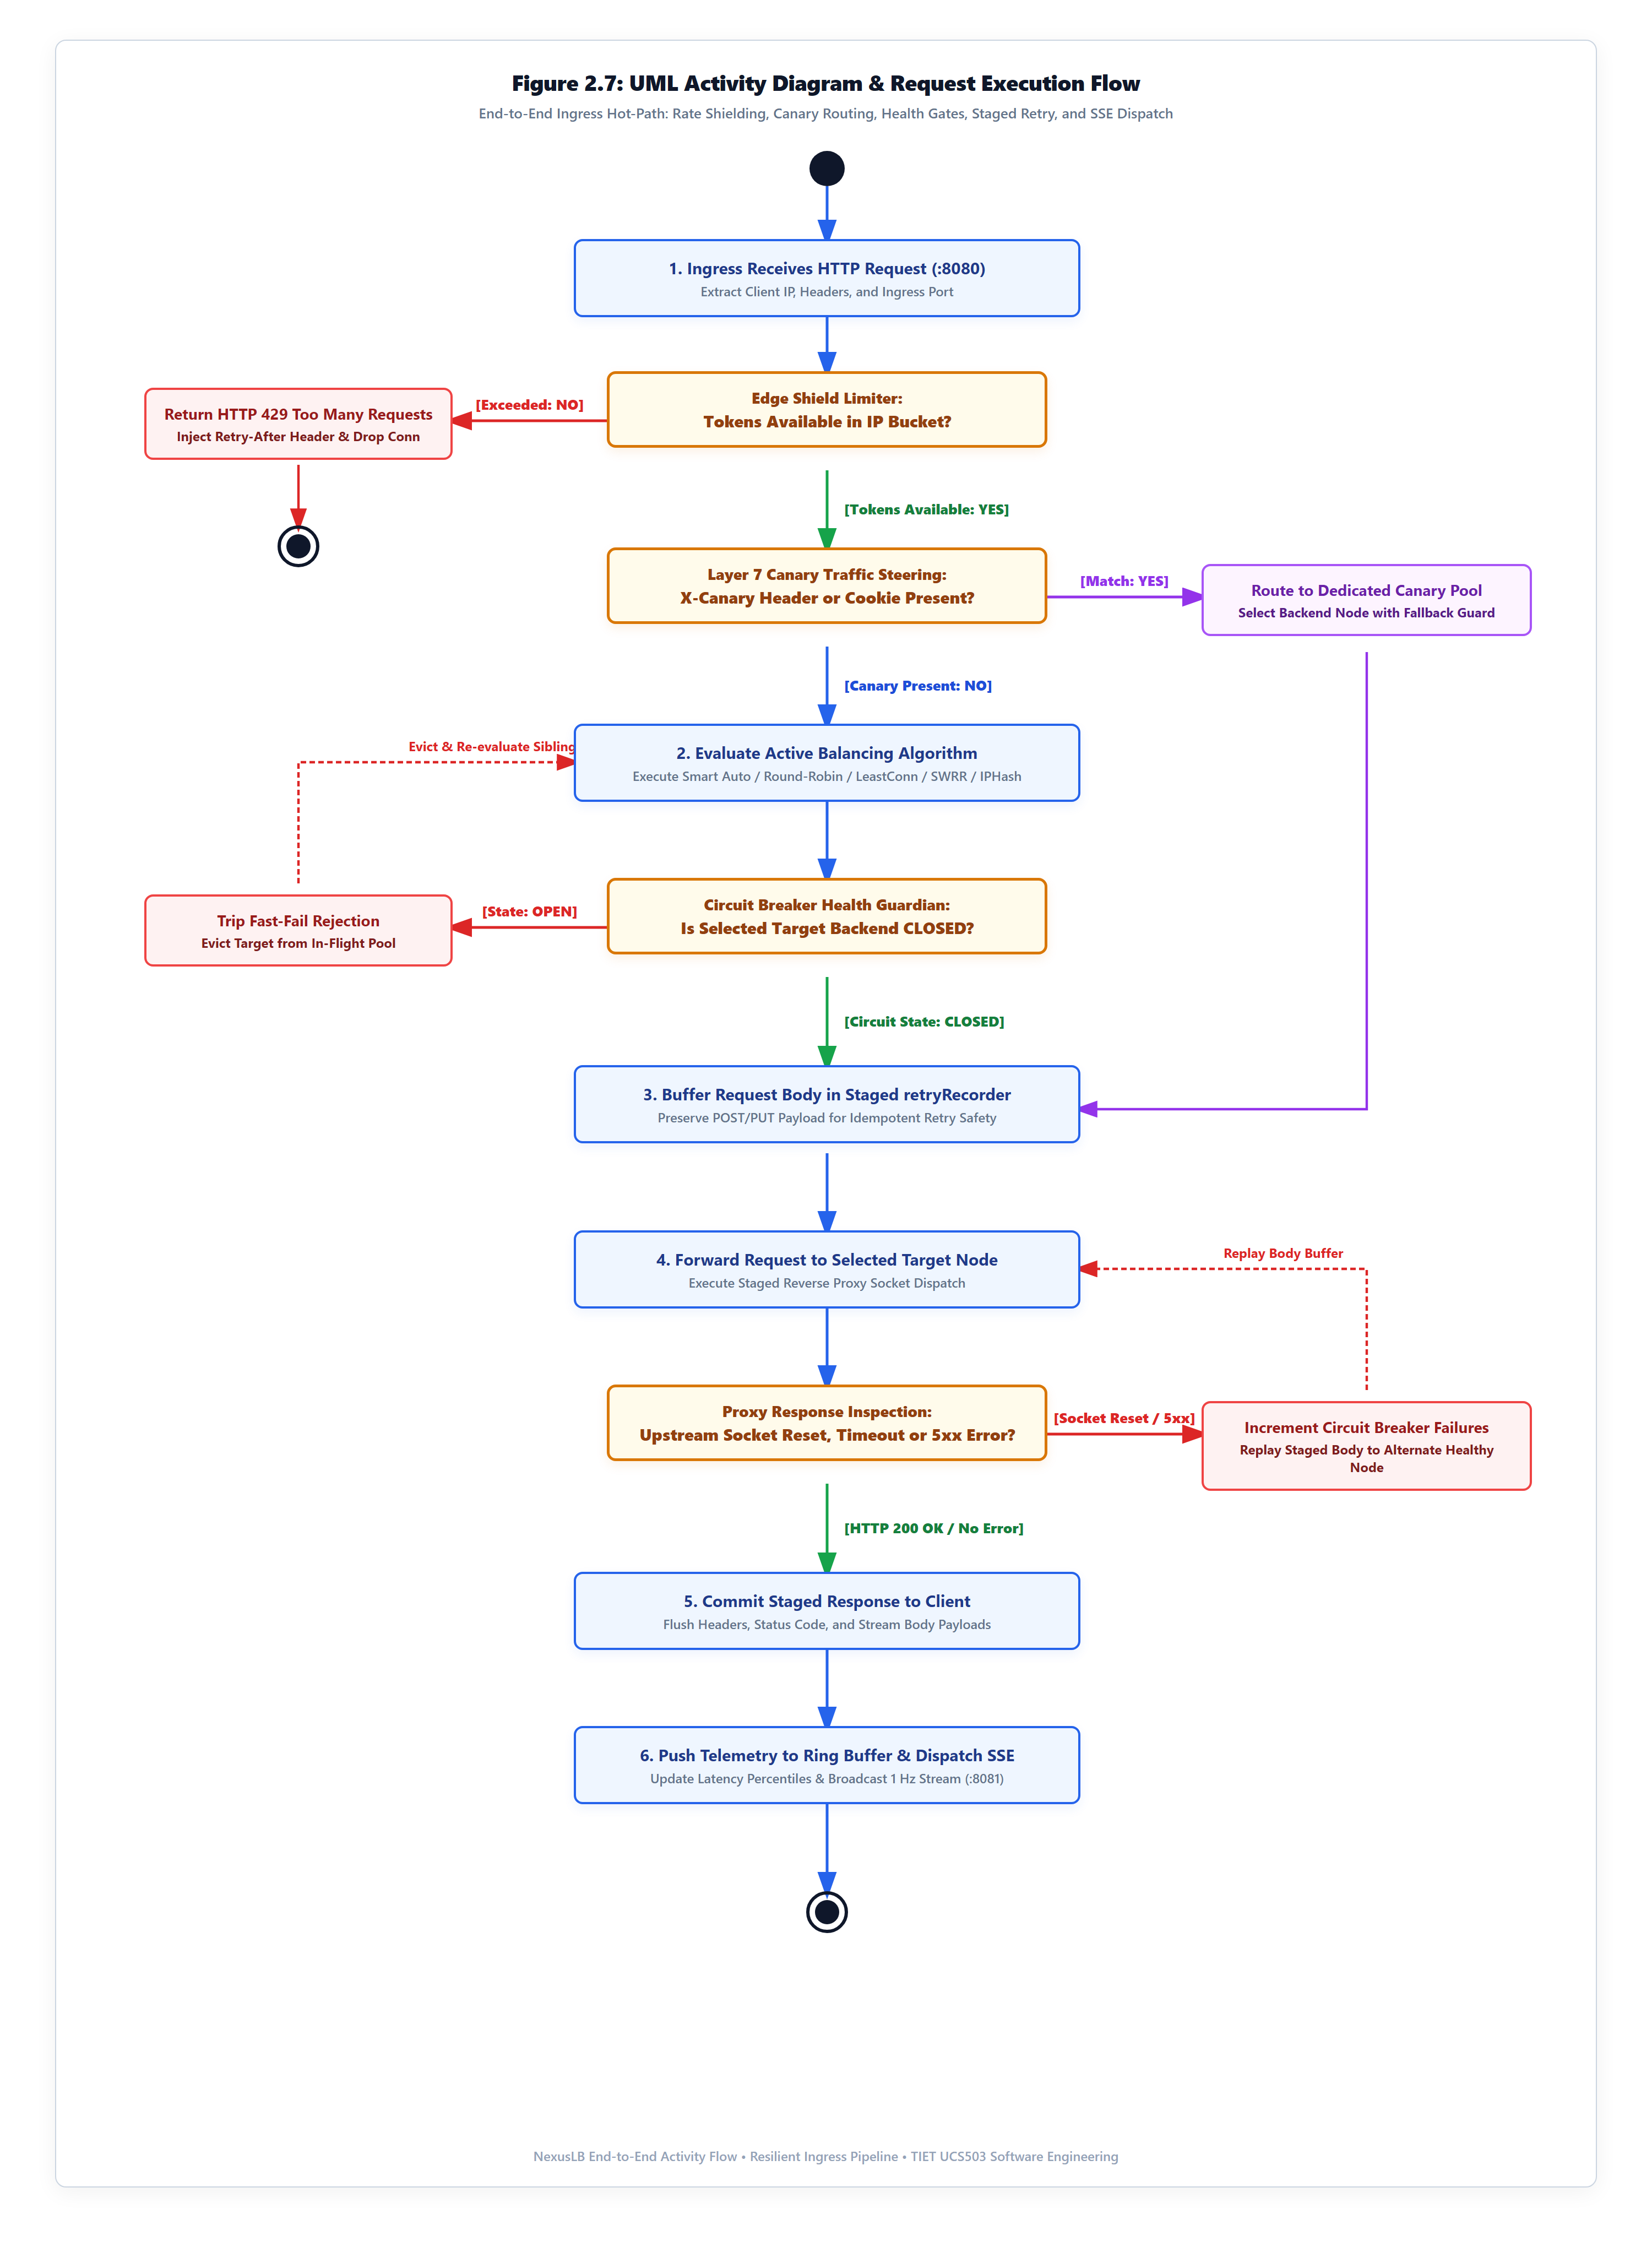 Figure 2.7: UML Activity Diagram & Request Execution Flow
End-to-End Ingress Hot-Path: Rate Shielding, Canary Routing, Health Gates, Staged Retry, and SSE Dispatch
1. Ingress Receives HTTP Request (:8080)
Extract Client IP, Headers, and Ingress Port
Edge Shield Limiter:
Tokens Available in IP Bucket?
[Exceeded: NO]
Return HTTP 429 Too Many Requests
Inject Retry-After Header & Drop Conn
[Tokens Available: YES]
Layer 7 Canary Traffic Steering:
X-Canary Header or Cookie Present?
[Match: YES]
Route to Dedicated Canary Pool
Select Backend Node with Fallback Guard
[Canary Present: NO]
Evict & Re-evaluate Sibling
2. Evaluate Active Balancing Algorithm
Execute Smart Auto / Round-Robin / LeastConn / SWRR / IPHash
Circuit Breaker Health Guardian:
Is Selected Target Backend CLOSED?
[State: OPEN]
Trip Fast-Fail Rejection
Evict Target from In-Flight Pool
[Circuit State: CLOSED]
3. Buffer Request Body in Staged retryRecorder
Preserve POST/PUT Payload for Idempotent Retry Safety
4. Forward Request to Selected Target Node
Execute Staged Reverse Proxy Socket Dispatch
Replay Body Buffer
Proxy Response Inspection:
Upstream Socket Reset, Timeout or 5xx Error?
[Socket Reset / 5xx]
Increment Circuit Breaker Failures
Replay Staged Body to Alternate Healthy
Node
[HTTP 200 OK / No Error]
5. Commit Staged Response to Client
Flush Headers, Status Code, and Stream Body Payloads
6. Push Telemetry to Ring Buffer & Dispatch SSE
Update Latency Percentiles & Broadcast 1 Hz Stream (:8081)
NexusLB End-to-End Activity Flow • Resilient Ingress Pipeline • TIET UCS503 Software Engineering